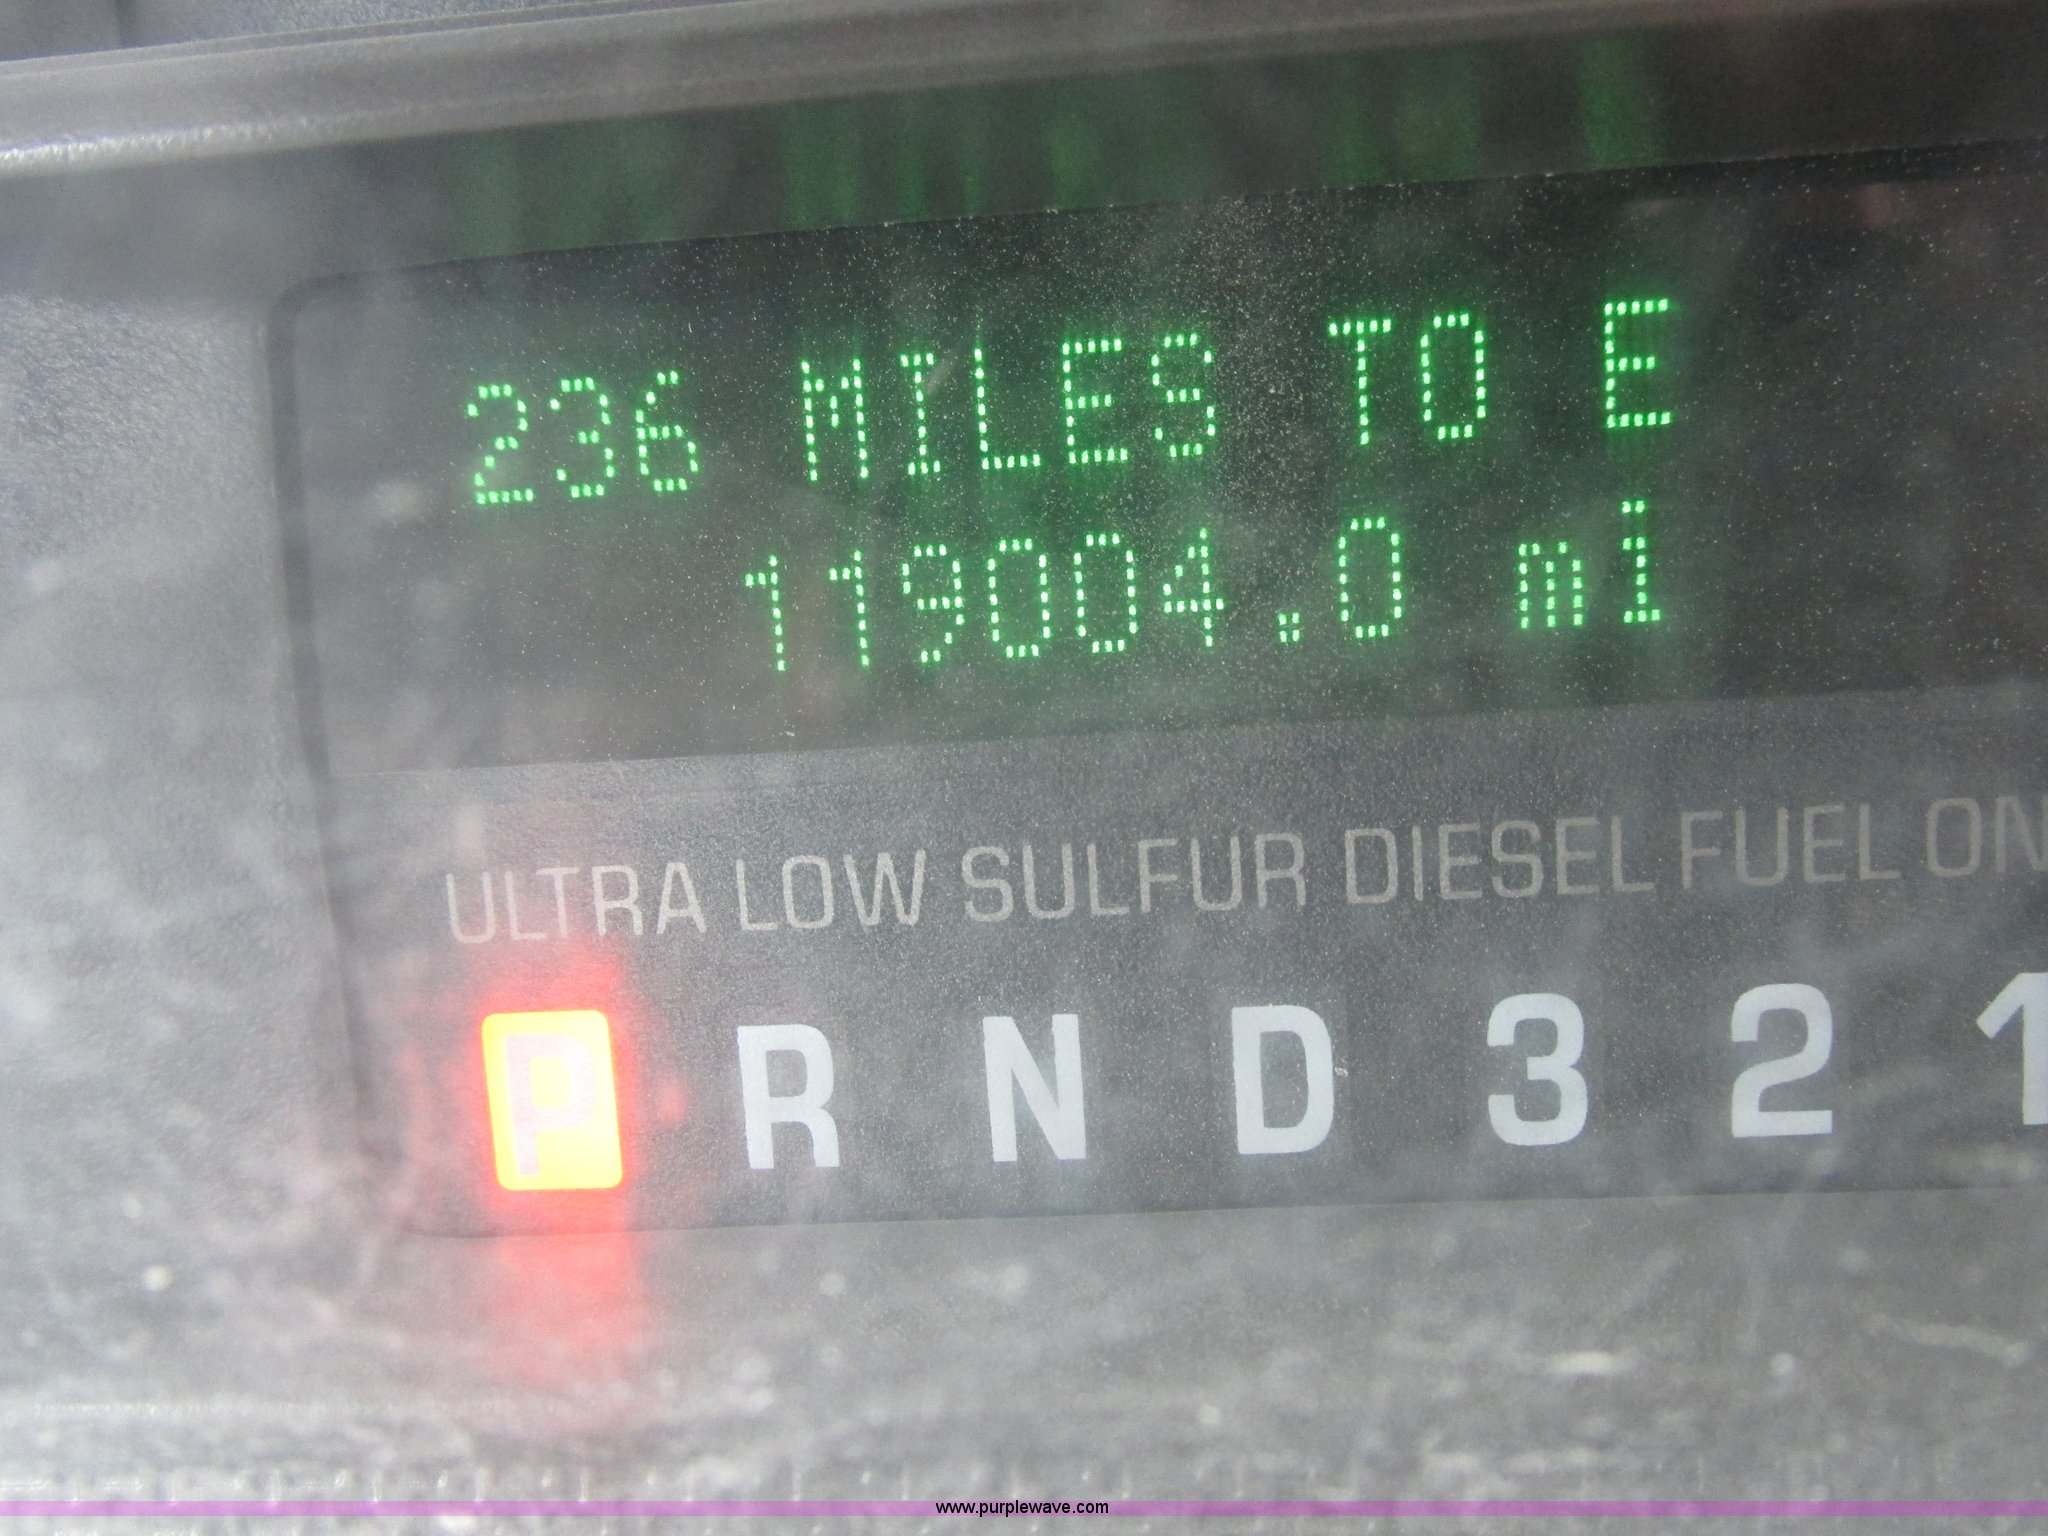 236 MILES TO E
119004.0 mi
ULTRA LOW SULFUR DIESEL FUEL ON
P R N D 3 2 1
www.purplewave.com